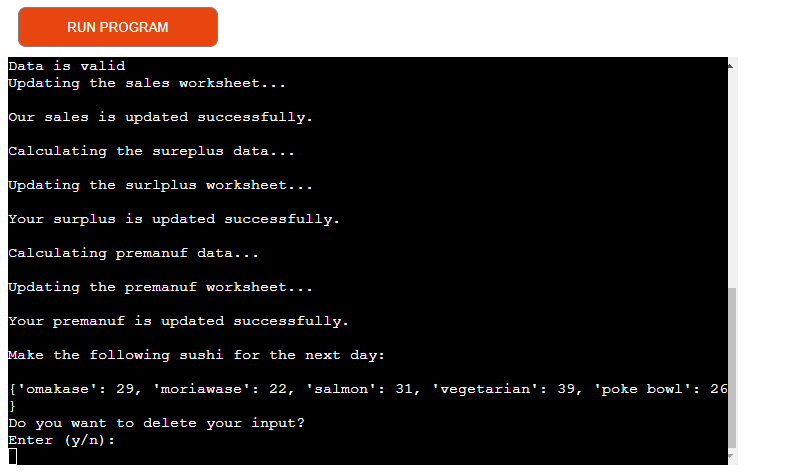 RUN PROGRAM
Data is valid
Updating the sales worksheet...
Our sales is updated successfully.
Calculating the sureplus data...
Updating the surlplus worksheet...
Your surplus is updated successfully.
Calculating premanuf data...
Updating the premanuf worksheet...
Your premanuf is updated successfully.
Make the following sushi for the next day:
{'omakase': 29, 'moriawase': 22, 'salmon': 31, 'vegetarian': 39, 'poke bowl': 26
}
Do you want to delete your input?
Enter (y/n):